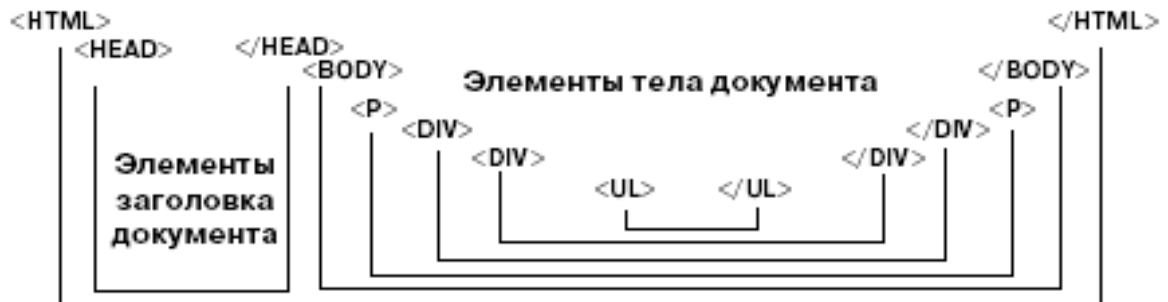 <HTML> </HTML>
<HEAD> </HEAD>
<BODY> Элементы тела документа </BODY>
<P> <P>
<DIV> </DIV>
<DIV> </DIV>
Элементы
заголовка
документа
<UL> </UL>